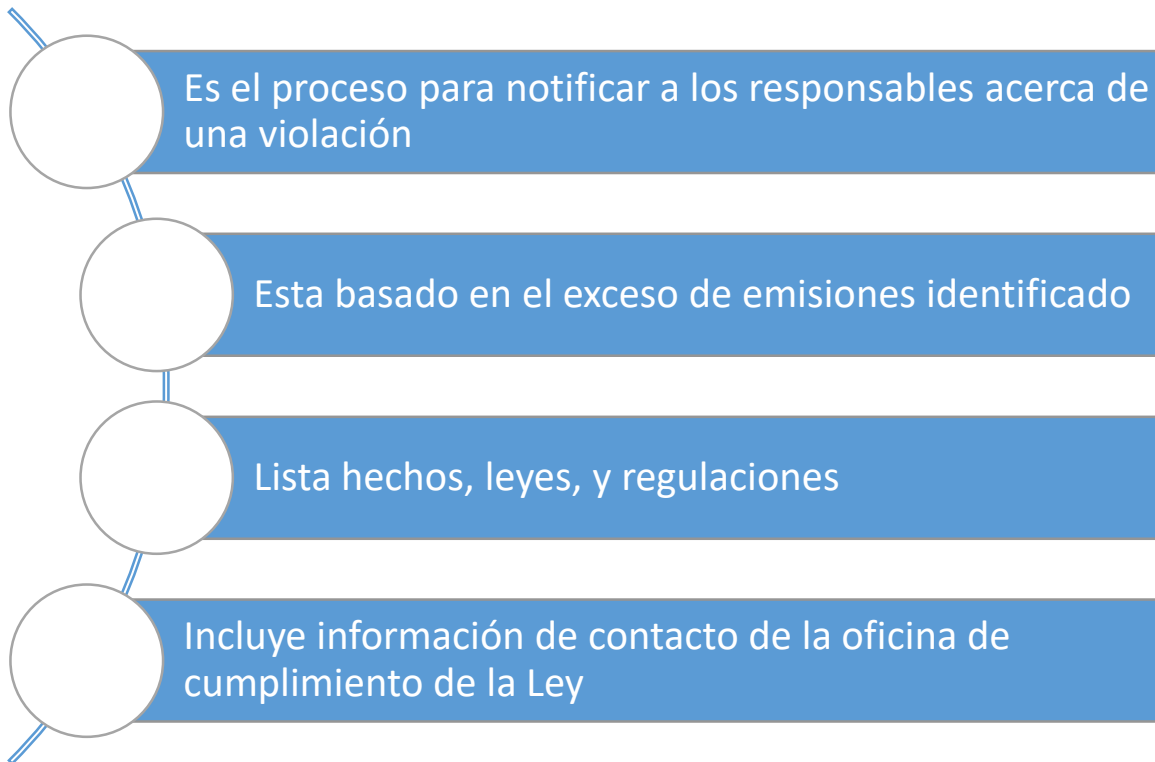 Es el proceso para notificar a los responsables acerca de
una violación
Esta basado en el exceso de emisiones identificado
Lista hechos, leyes, y regulaciones
Incluye información de contacto de la oficina de
cumplimiento de la Ley